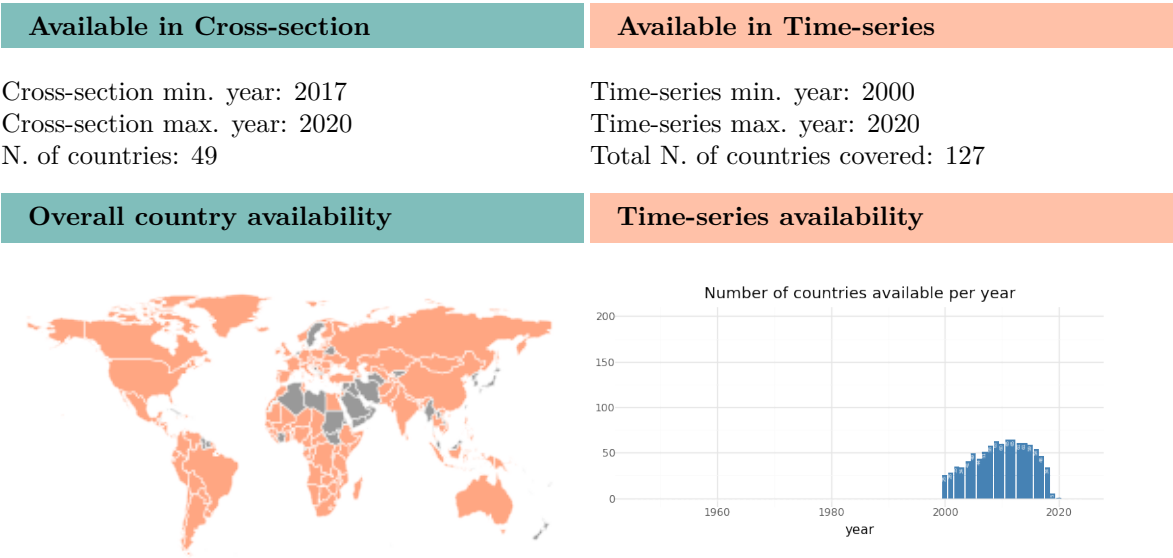 Available in Cross-section
Available in Time-series
Cross-section min. year: 2017
Cross-section max. year: 2020
N. of countries: 49
Time-series min. year: 2000
Time-series max. year: 2020
Total N. of countries covered: 127
Overall country availability
Time-series availability
Number of countries available per year
200
150
100
50
0
1960
1980
2000
2020
year